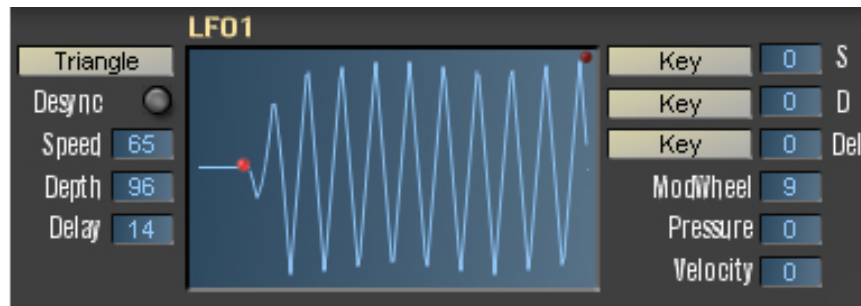 LFO1
Triangle
Desync
Speed 65
Depth 96
Delay 14
Key 0 S
Key 0 D
Key 0 Del
ModWheel 9
Pressure 0
Velocity 0